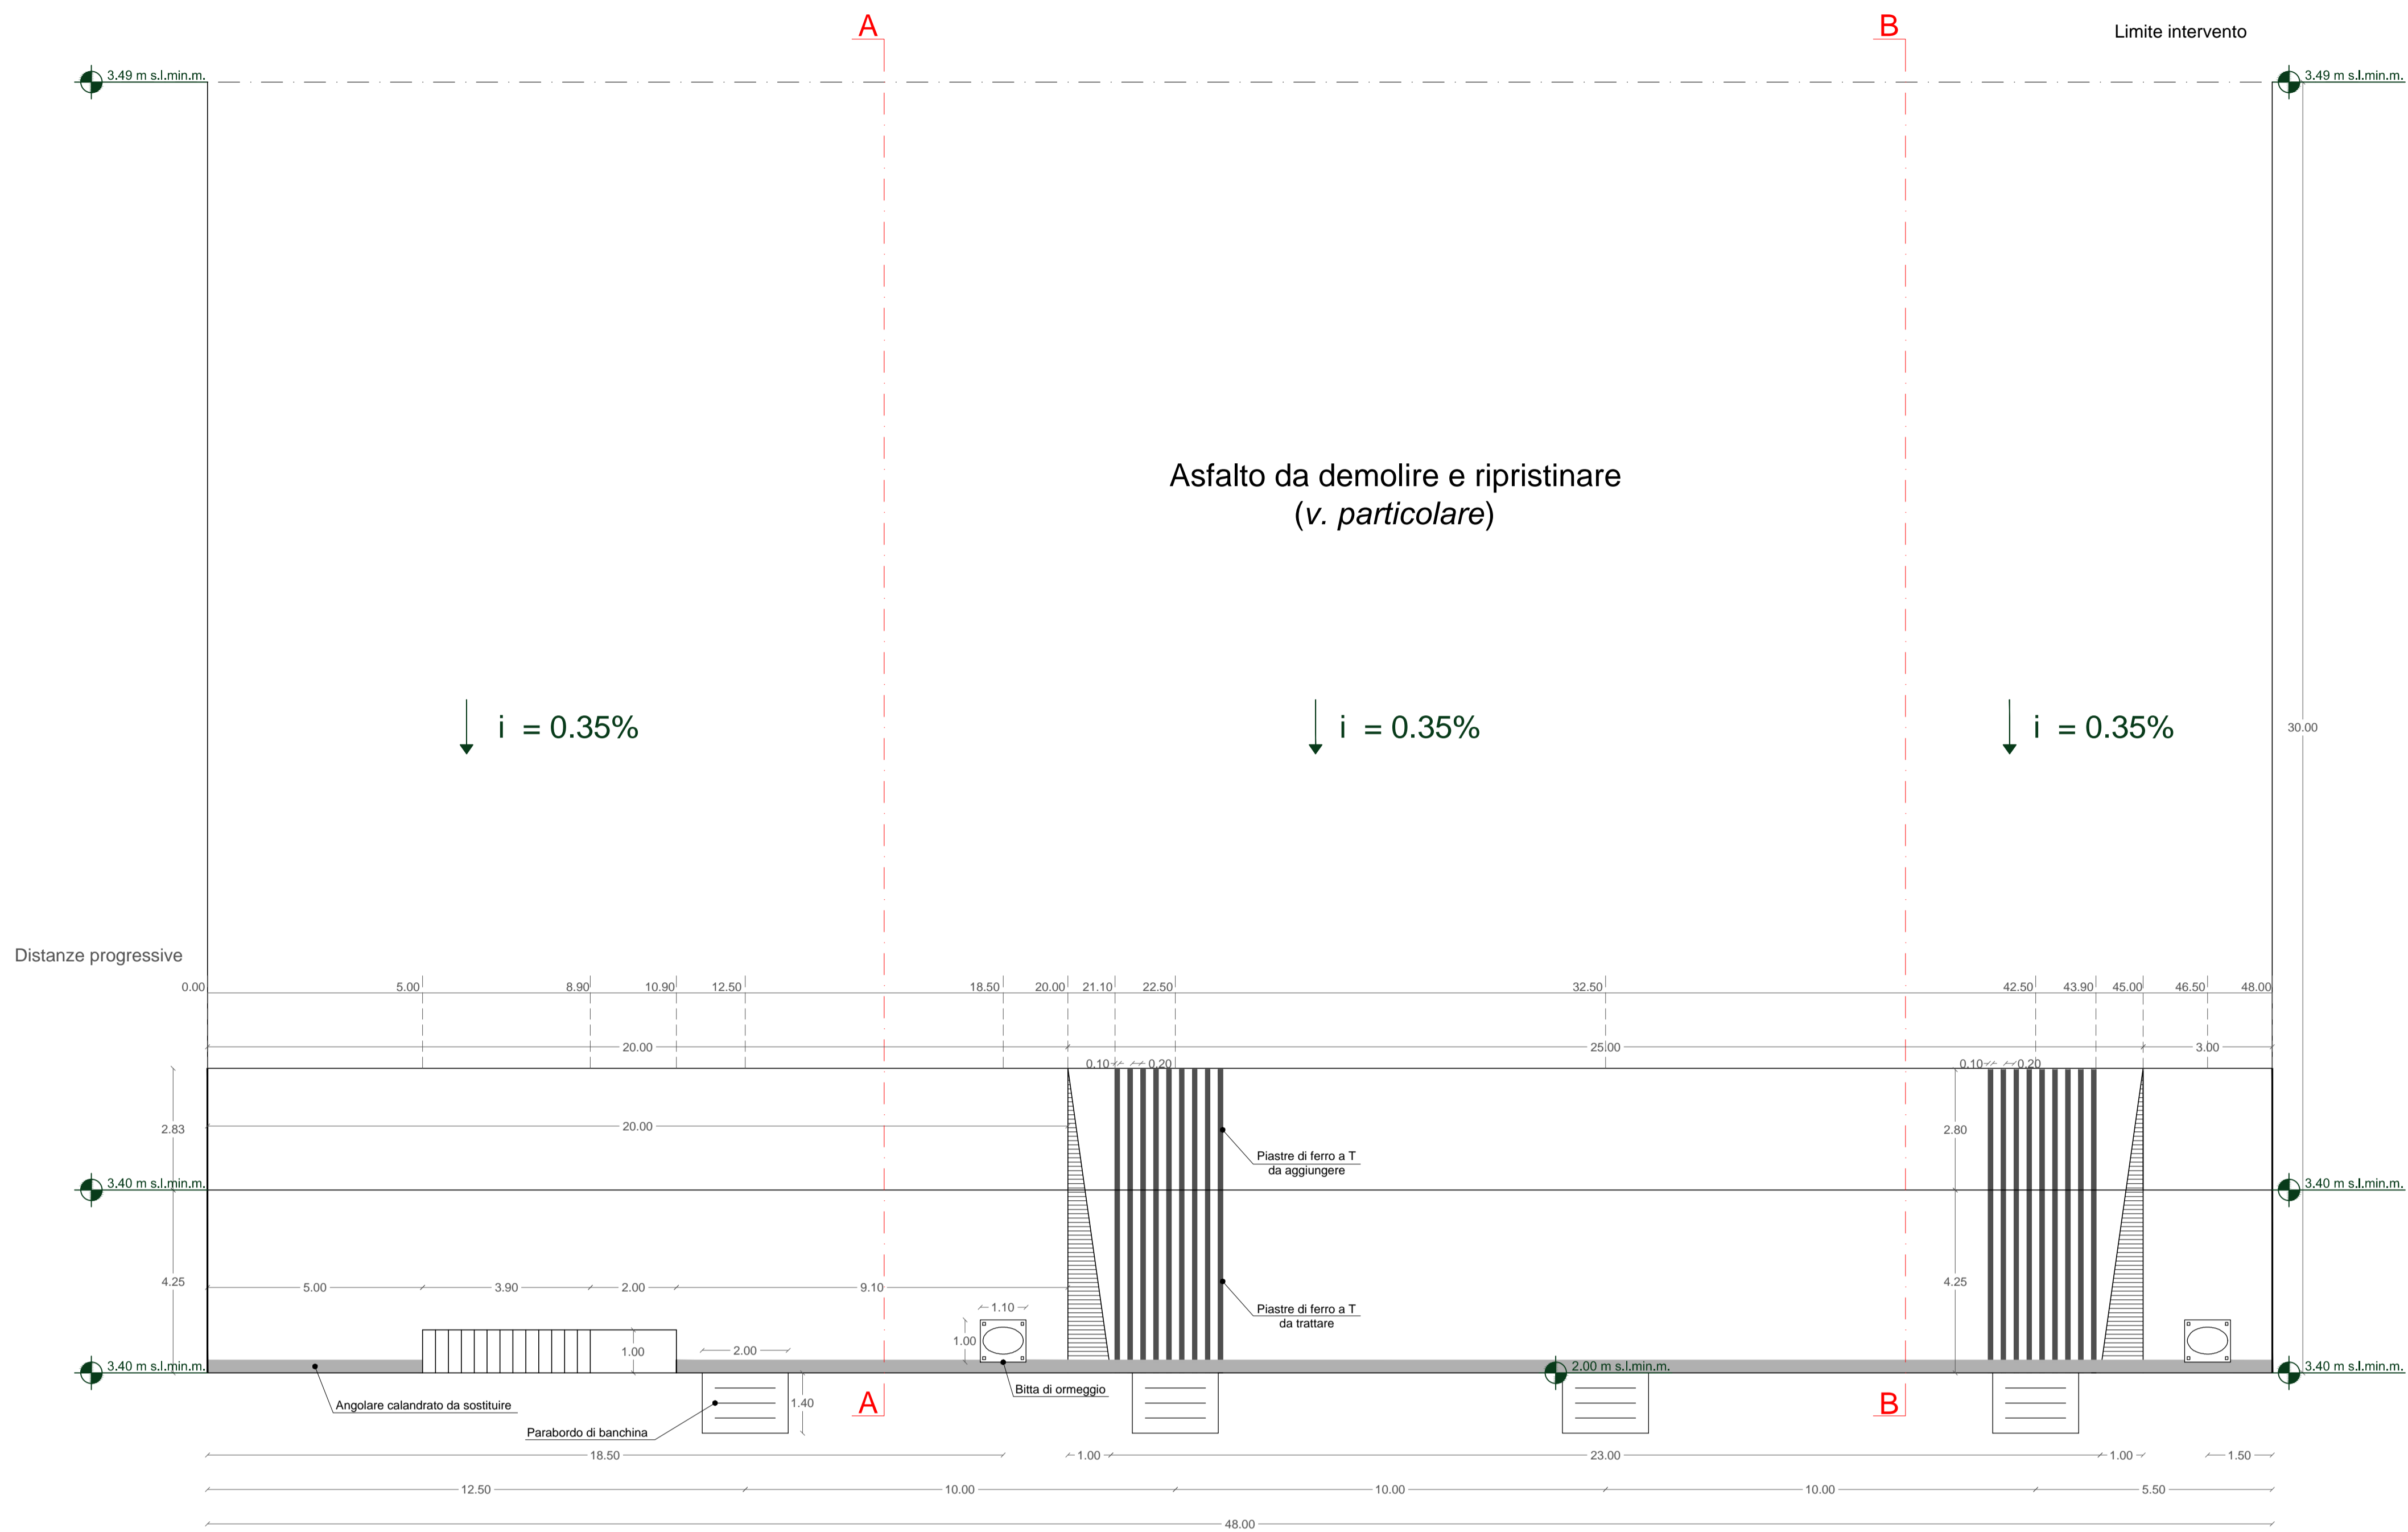 A
B
Limite intervento
3.49 m s.l.min.m.
3.49 m s.l.min.m.
Asfalto da demolire e ripristinare
(v. particolare)
i = 0.35%
i = 0.35%
i = 0.35%
30.00
Distanze progressive
0.00
5.00
8.90
10.90
12.50
18.50
20.00
21.10
22.50
32.50
42.50
43.90
45.00
46.50
48.00
20.00
25.00
3.00
0.10
0.20
0.10
0.20
2.83
20.00
2.80
Piastre di ferro a T
da aggiungere
3.40 m s.l.min.m.
3.40 m s.l.min.m.
4.25
5.00
3.90
2.00
9.10
4.25
1.10
Piastre di ferro a T
da trattare
1.00
1.00
2.00
3.40 m s.l.min.m.
2.00 m s.l.min.m.
3.40 m s.l.min.m.
Bitta di ormeggio
Angolare calandrato da sostituire
1.40
A
B
Parabordo di banchina
18.50
1.00
23.00
1.00
1.50
12.50
10.00
10.00
10.00
5.50
48.00